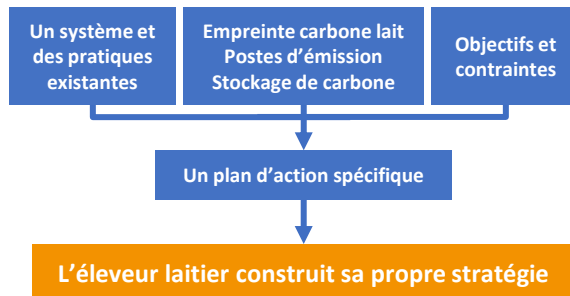 Un système et
des pratiques
existantes
Empreinte carbone lait
Postes d'émission
Stockage de carbone
Objectifs et
contraintes
Un plan d'action spécifique
L'éleveur laitier construit sa propre stratégie